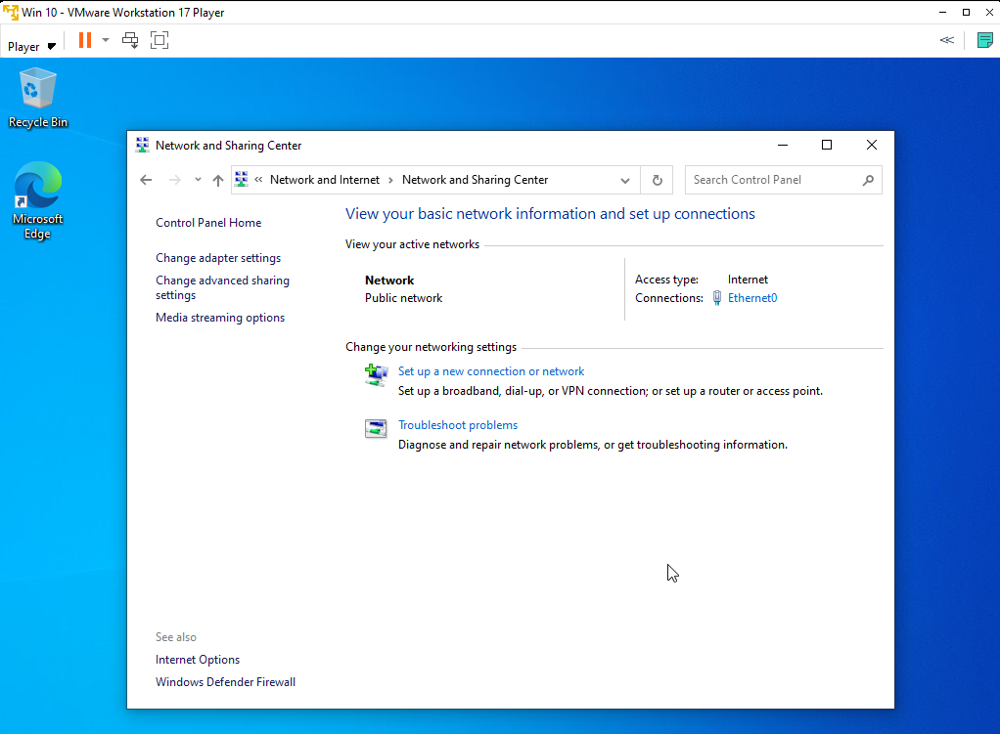 Win 10 - VMware Workstation 17 Player
Player
Recycle Bin
Microsoft
Edge
Network and Sharing Center
« Network and Internet › Network and Sharing Center
Search Control Panel
Control Panel Home
Change adapter settings
Change advanced sharing
settings
Media streaming options
View your basic network information and set up connections
View your active networks
Network
Public network
Access type: Internet
Connections: Ethernet0
Change your networking settings
Set up a new connection or network
Set up a broadband, dial-up, or VPN connection; or set up a router or access point.
Troubleshoot problems
Diagnose and repair network problems, or get troubleshooting information.
See also
Internet Options
Windows Defender Firewall